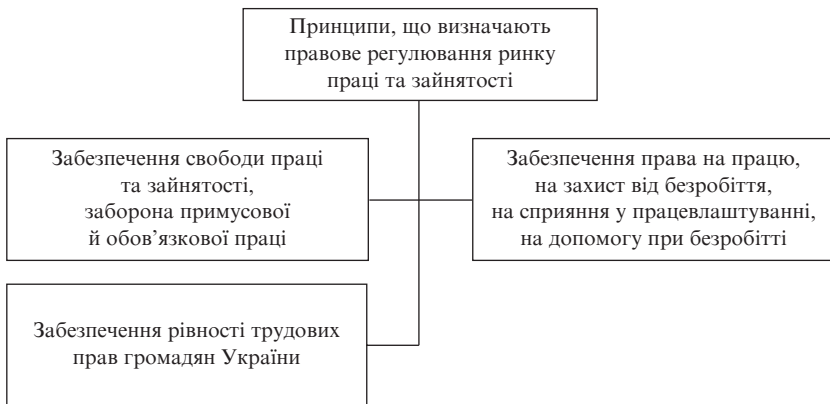 Принципи, що визначають
правове регулювання ринку
праці та зайнятості
Забезпечення свободи праці
та зайнятості,
заборона примусової
й обов’язкової праці
Забезпечення права на працю,
на захист від безробіття,
на сприяння у працевлаштуванні,
на допомогу при безробітті
Забезпечення рівності трудових
прав громадян України